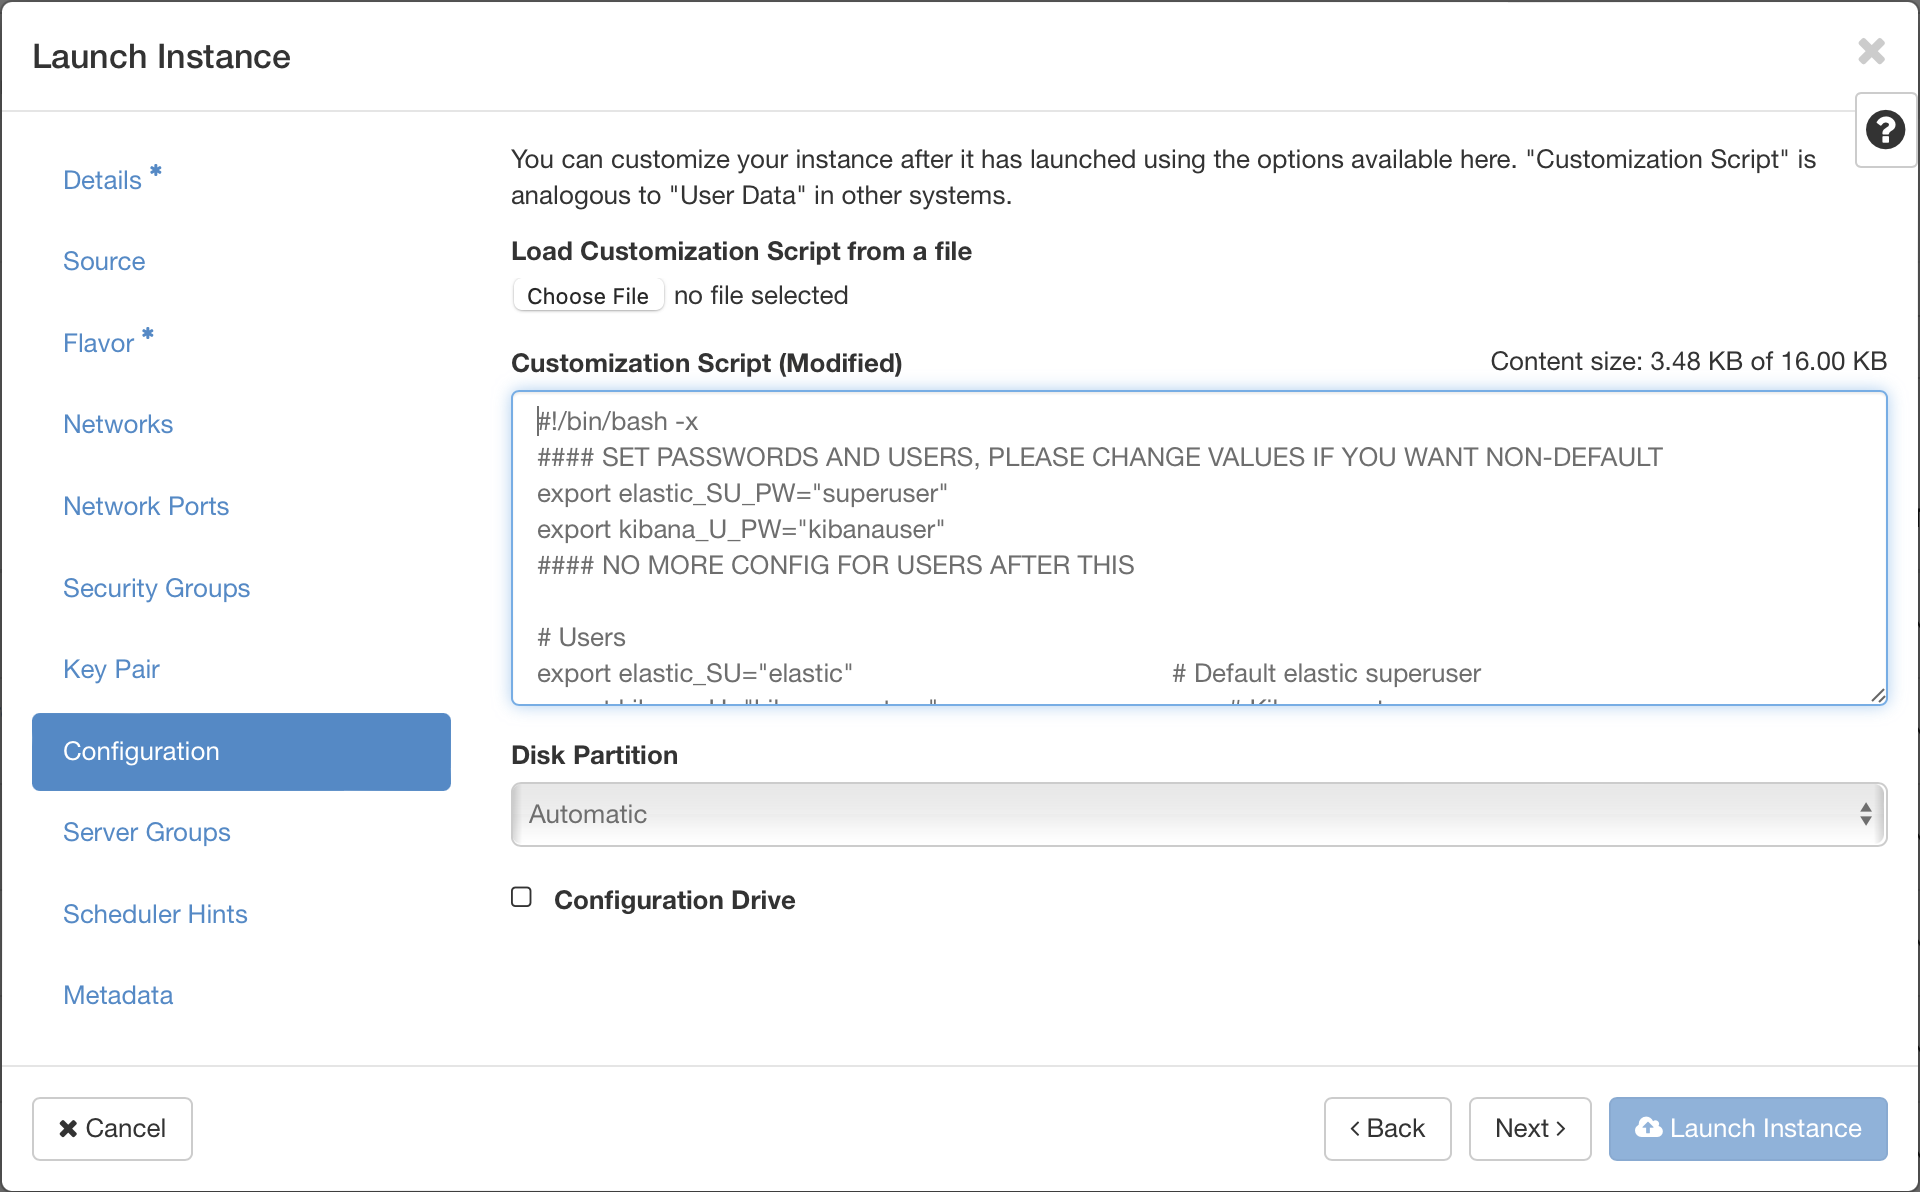 Launch Instance
Details *
Source
Flavor *
Networks
Network Ports
Security Groups
Key Pair
Configuration
Server Groups
Scheduler Hints
Metadata
You can customize your instance after it has launched using the options available here. "Customization Script" is
analogous to "User Data" in other systems.
Load Customization Script from a file
Choose File no file selected
Customization Script (Modified)
Content size: 3.48 KB of 16.00 KB
#!/bin/bash -x
#### SET PASSWORDS AND USERS, PLEASE CHANGE VALUES IF YOU WANT NON-DEFAULT
export elastic_SU_PW="superuser"
export kibana_U_PW="kibanauser"
#### NO MORE CONFIG FOR USERS AFTER THIS
# Users
export elastic_SU="elastic" # Default elastic superuser
Disk Partition
Automatic
Configuration Drive
Cancel
Back
Next
Launch Instance